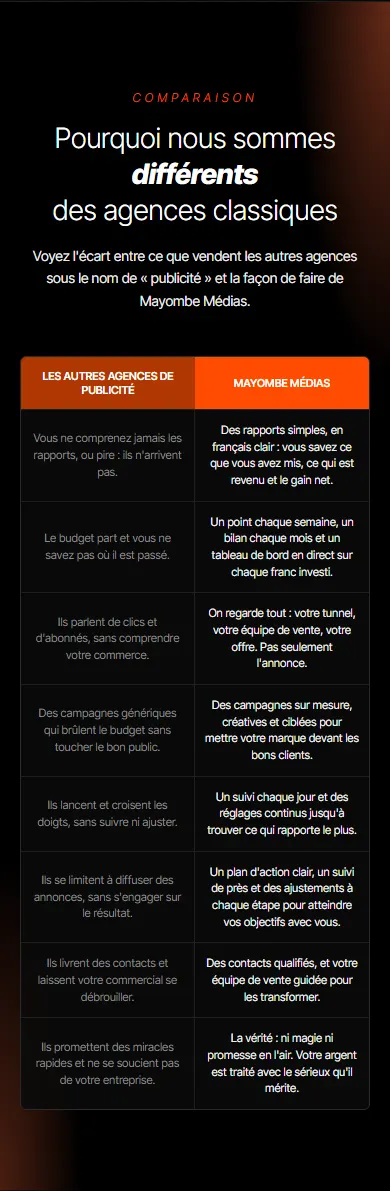 COMPARAISON
Pourquoi nous sommes
différents
des agences classiques
Voyez l'écart entre ce que vendent les autres agences
sous le nom de « publicité » et la façon de faire de
Mayombe Médias.
LES AUTRES AGENCES DE
PUBLICITÉ
MAYOMBE MÉDIAS
Vous ne comprenez jamais les
rapports, ou pire : ils n'arrivent
pas.
Des rapports simples, en
français clair : vous savez ce
que vous avez mis, ce qui est
revenu et le gain net.
Le budget part et vous ne
savez pas où il est passé.
Un point chaque semaine, un
bilan chaque mois et un
tableau de bord en direct sur
chaque franc investi.
Ils parlent de clics et
d'abonnés, sans comprendre
votre commerce.
On regarde tout : votre tunnel,
votre équipe de vente, votre
offre. Pas seulement
l'annonce.
Des campagnes génériques
qui brûlent le budget sans
toucher le bon public.
Des campagnes sur mesure,
créatives et ciblées pour
mettre votre marque devant les
bons clients.
Ils lancent et croisent les
doigts, sans suivre ni ajuster.
Un suivi chaque jour et des
réglages continus jusqu'à
trouver ce qui rapporte le plus.
Ils se limitent à diffuser des
annonces, sans s'engager sur
le résultat.
Un plan d'action clair, un suivi
de près et des ajustements à
chaque étape pour atteindre
vos objectifs avec vous.
Ils livrent des contacts et
laissent votre commercial se
débrouiller.
Des contacts qualifiés, et votre
équipe de vente guidée pour
les transformer.
Ils promettent des miracles
rapides et ne se soucient pas
de votre entreprise.
La vérité : ni magie ni
promesse en l'air. Votre argent
est traité avec le sérieux qu'il
mérite.